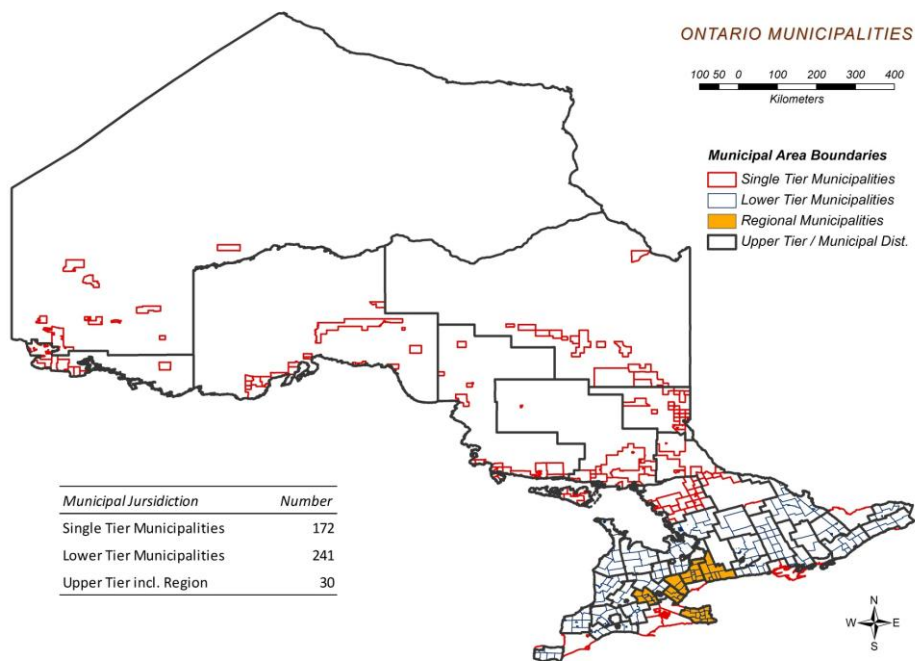 ONTARIO MUNICIPALITIES
100 50 0 100 200 300 400
Kilometers
Municipal Area Boundaries
Single Tier Municipalities
Lower Tier Municipalities
Regional Municipalities
Upper Tier / Municipal Dist.
Municipal Jursidiction Number
Single Tier Municipalities 172
Lower Tier Municipalities 241
Upper Tier incl. Region 30
N
W E
S